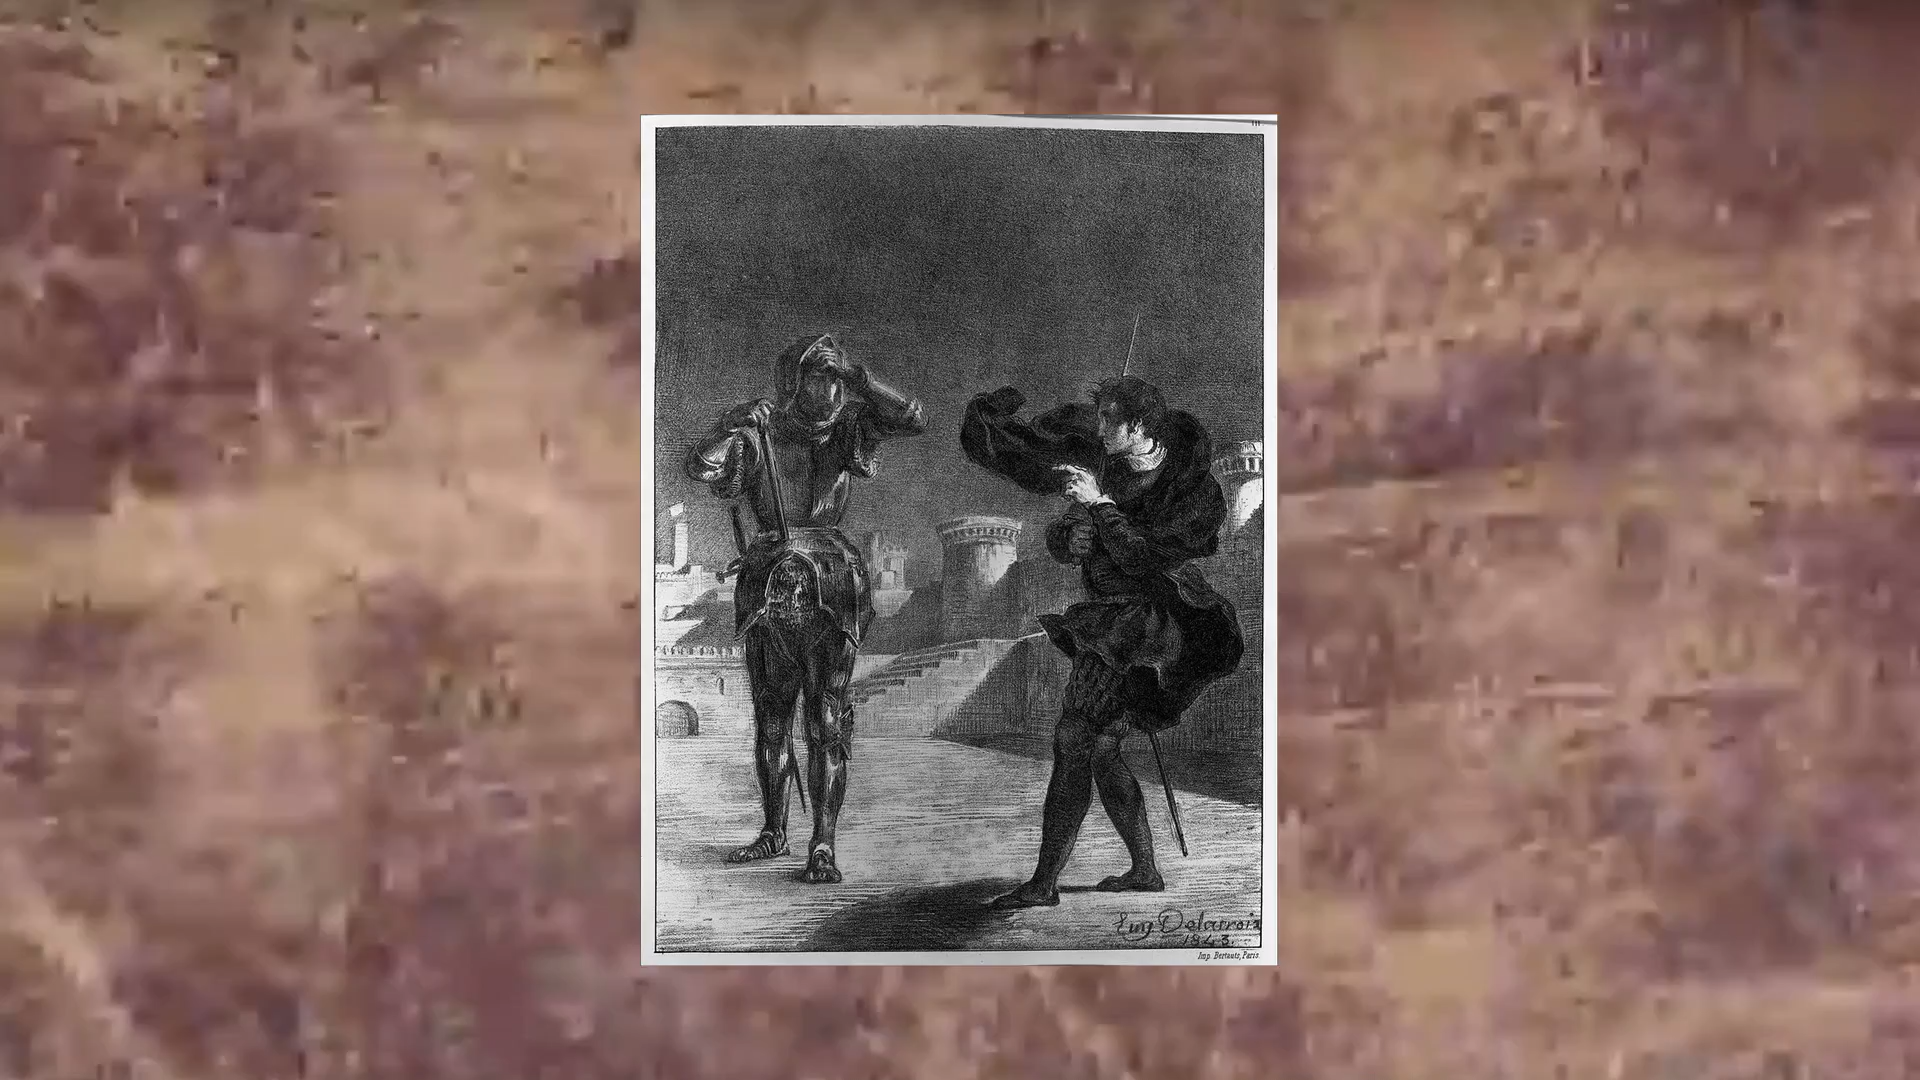 Eug Delacroix
1843.
Imp. Bertauts, Paris.